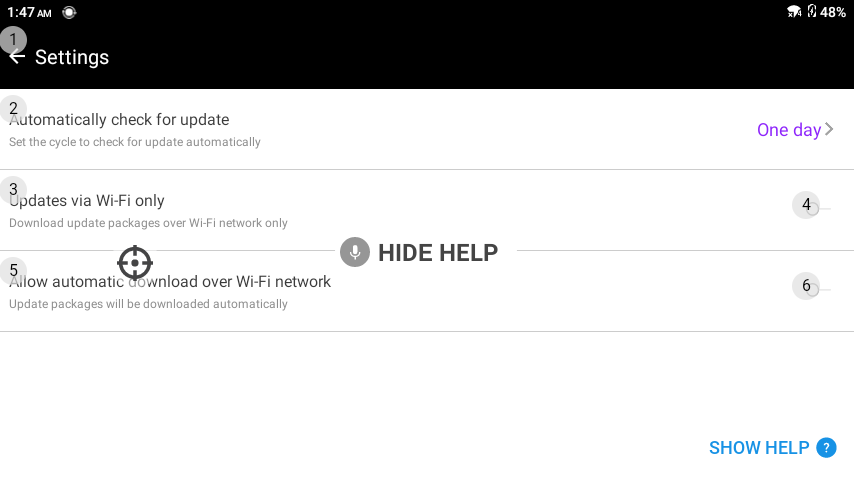 1:47 AM 48%
1
Settings
2
Automatically check for update
Set the cycle to check for update automatically
One day
3
Updates via Wi-Fi only
Download update packages over Wi-Fi network only
4
HIDE HELP
5
Allow automatic download over Wi-Fi network
Update packages will be downloaded automatically
6
SHOW HELP ?